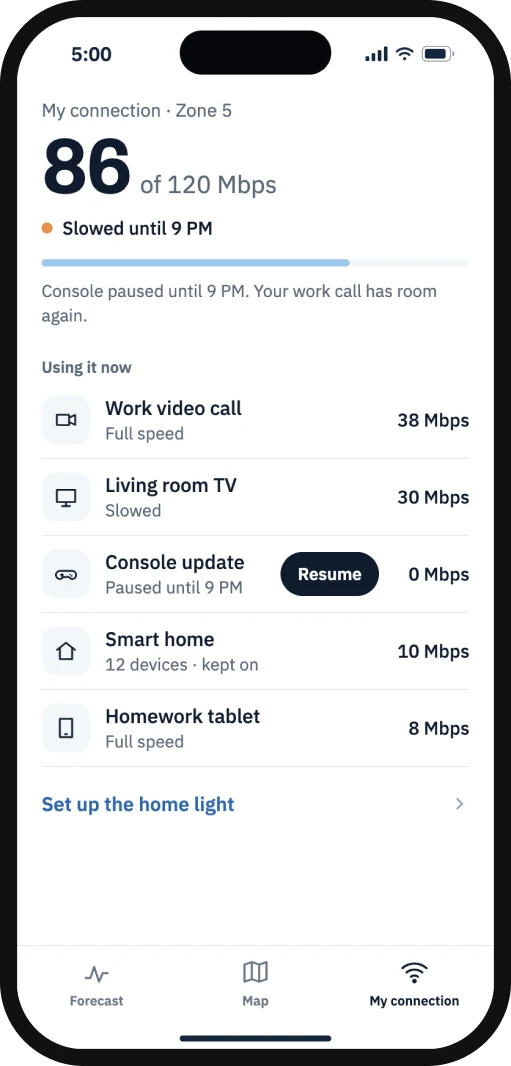 5:00
My connection · Zone 5
86 of 120 Mbps
Slowed until 9 PM
Console paused until 9 PM. Your work call has room
again.
Using it now
Work video call
Full speed
38 Mbps
Living room TV
Slowed
30 Mbps
Console update
Paused until 9 PM
Resume
0 Mbps
Smart home
12 devices · kept on
10 Mbps
Homework tablet
Full speed
8 Mbps
Set up the home light
Forecast
Map
My connection